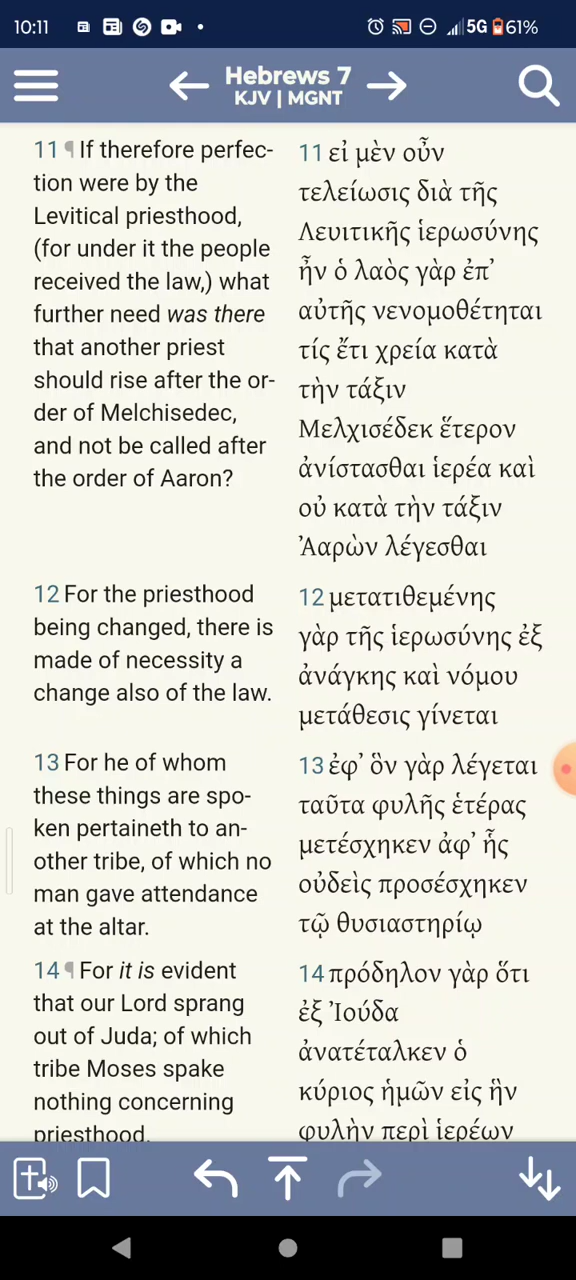 10:11
5G 61%
Hebrews 7
KJV | MGNT
11 ¶ If therefore perfec-
tion were by the
Levitical priesthood,
(for under it the people
received the law,) what
further need was there
that another priest
should rise after the or-
der of Melchisedec,
and not be called after
the order of Aaron?
11 εἰ μὲν οὖν
τελείωσις διὰ τῆς
Λευιτικῆς ἱερωσύνης
ἦν ὁ λαὸς γὰρ ἐπ’
αὐτῆς νενομοθέτηται
τίς ἔτι χρεία κατὰ
τὴν τάξιν
Μελχισέδεκ ἕτερον
ἀνίστασθαι ἱερέα καὶ
οὐ κατὰ τὴν τάξιν
Ἀαρὼν λέγεσθαι
12 For the priesthood
being changed, there is
made of necessity a
change also of the law.
12 μετατιθεμένης
γὰρ τῆς ἱερωσύνης ἐξ
ἀνάγκης καὶ νόμου
μετάθεσις γίνεται
13 For he of whom
these things are spo-
ken pertaineth to an-
other tribe, of which no
man gave attendance
at the altar.
13 ἐφ’ ὃν γὰρ λέγεται
ταῦτα φυλῆς ἑτέρας
μετέσχηκεν ἀφ’ ἧς
οὐδεὶς προσέσχηκεν
τῷ θυσιαστηρίῳ
14 ¶ For it is evident
that our Lord sprang
out of Juda; of which
tribe Moses spake
nothing concerning
priesthood.
14 πρόδηλον γὰρ ὅτι
ἐξ Ἰούδα
ἀνατέταλκεν ὁ
κύριος ἡμῶν εἰς ἣν
φυλὴν περὶ ἱερέων